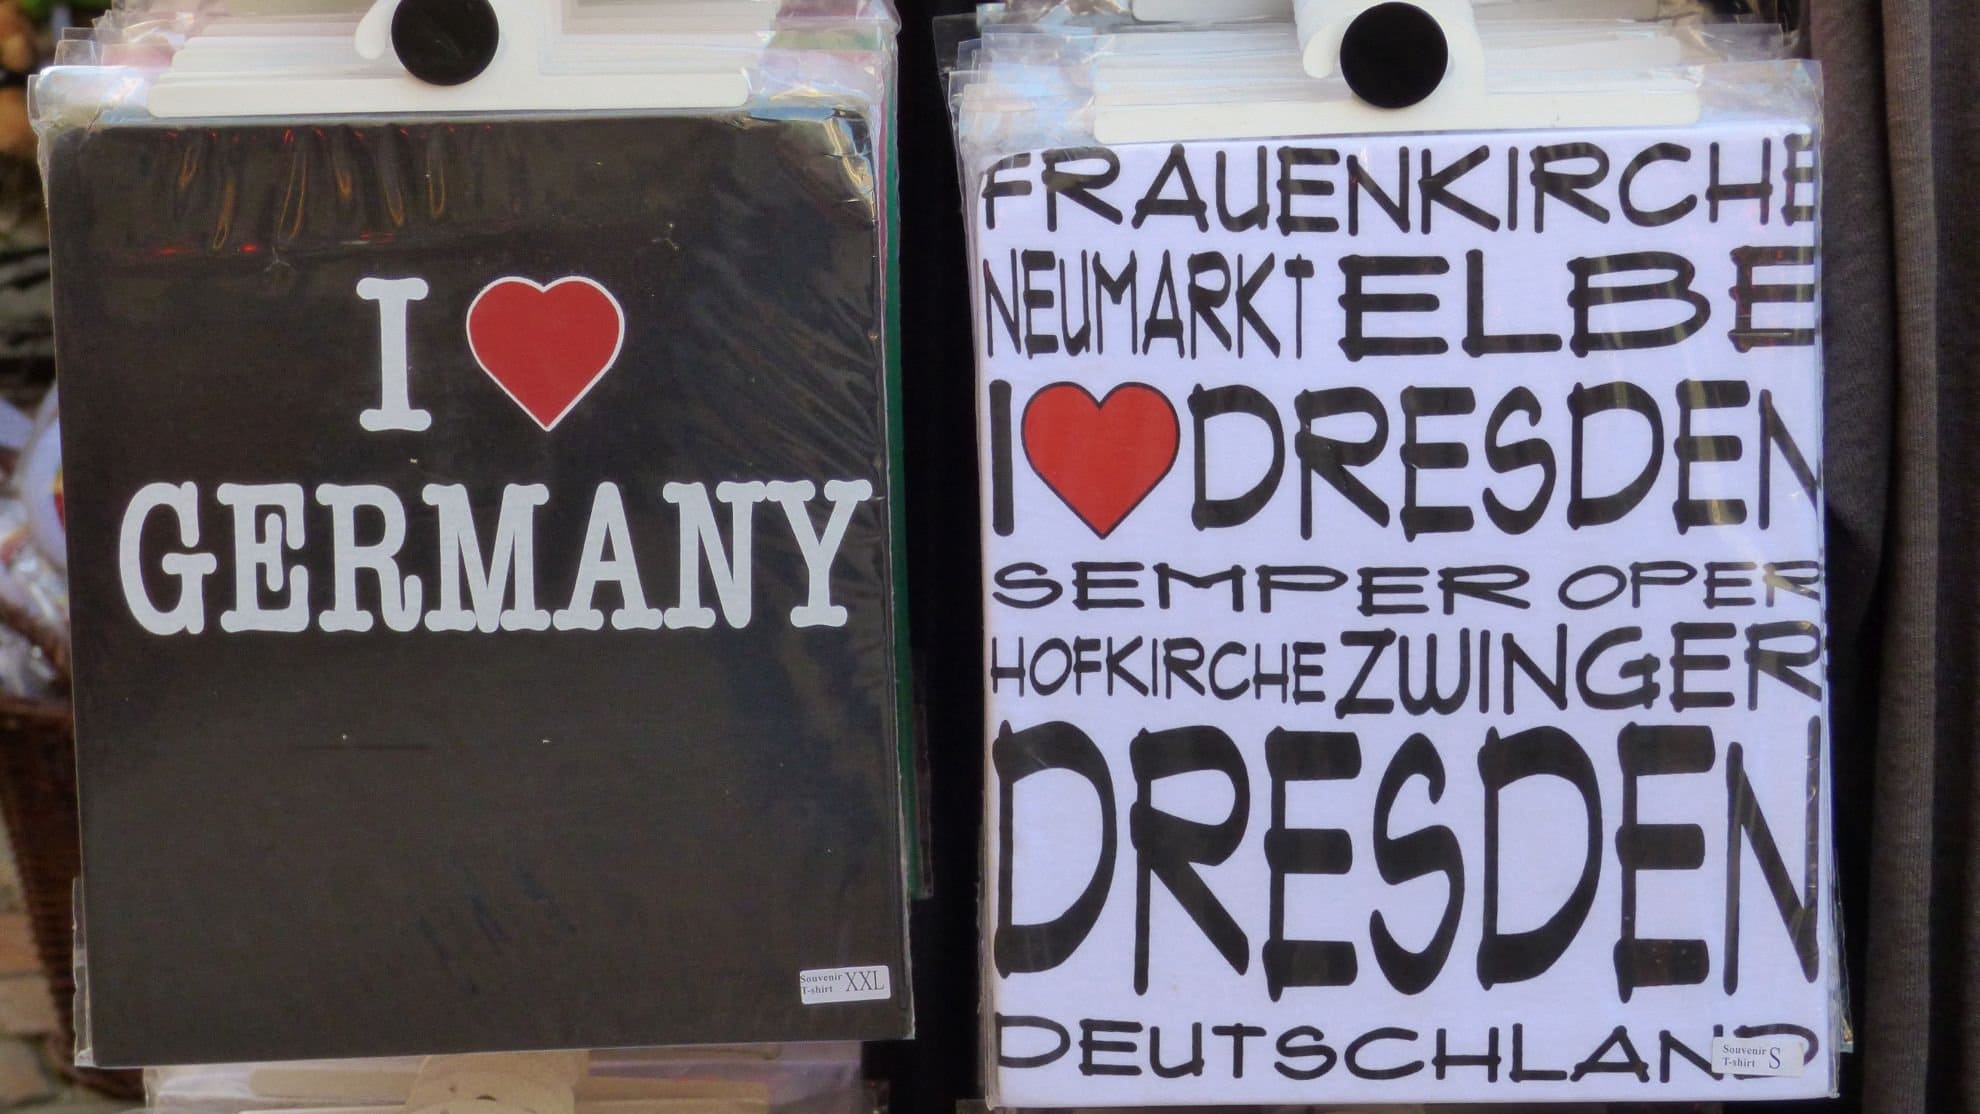 I ♥
GERMANY
Souvenir
T-shirt XXL
FRAUENKIRCHE
NEUMARKT ELBE
I ♥ DRESDEN
SEMPER OPER
HOFKIRCHE ZWINGER
DRESDEN
DEUTSCHLAND
Souvenir
T-shirt S